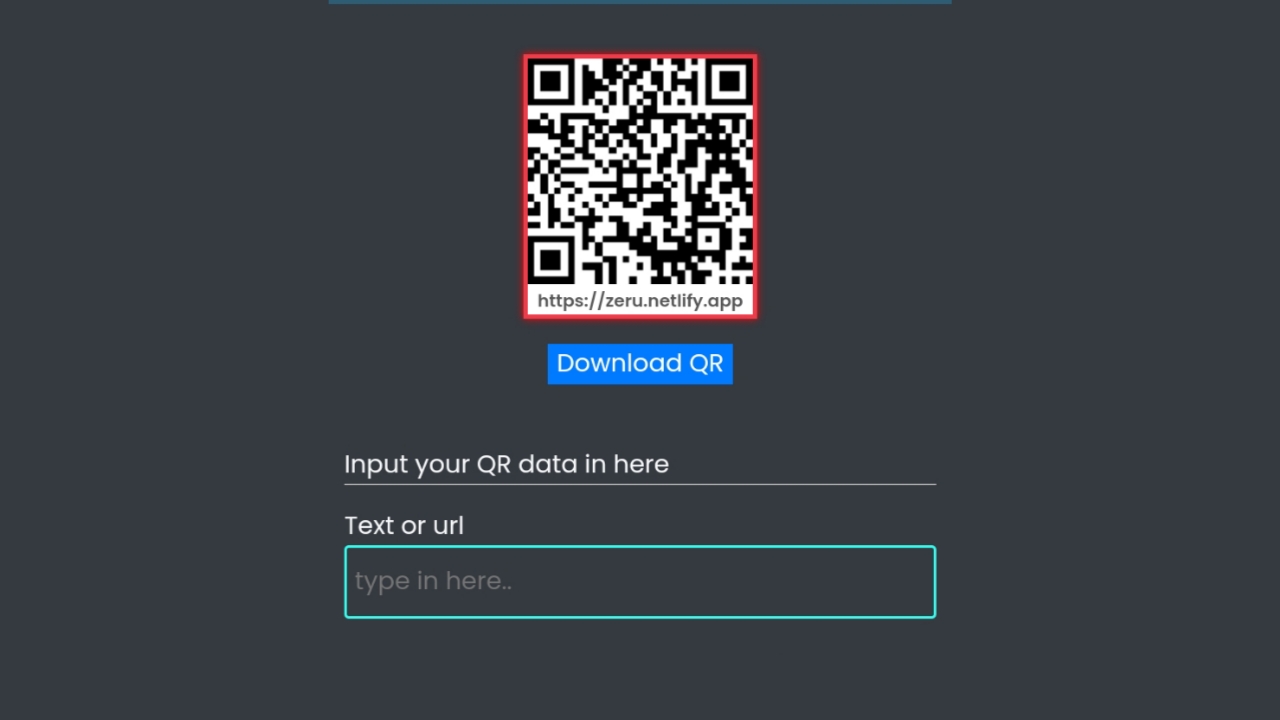 https://zeru.netlify.app
Download QR
Input your QR data in here
Text or url
type in here..